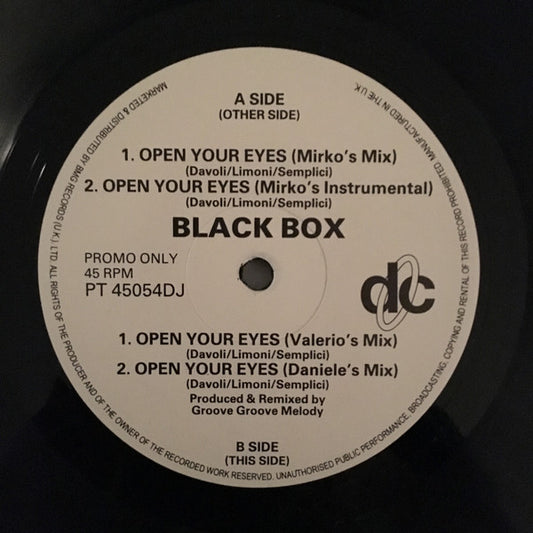 A SIDE
(OTHER SIDE)
1. OPEN YOUR EYES (Mirko's Mix)
(Davoli/Limoni/Semplici)
2. OPEN YOUR EYES (Mirko's Instrumental)
(Davoli/Limoni/Semplici)
BLACK BOX
PROMO ONLY
45 RPM
PT 45054DJ
dc
1. OPEN YOUR EYES (Valerio's Mix)
(Davoli/Limoni/Semplici)
2. OPEN YOUR EYES (Daniele's Mix)
(Davoli/Limoni/Semplici)
Produced & Remixed by
Groove Groove Melody
B SIDE
(THIS SIDE)
MARKETED & DISTRIBUTED BY BMG RECORDS (U.K.) LTD. ALL RIGHTS OF THE PRODUCER AND OF THE OWNER OF THE RECORDED WORK RESERVED. UNAUTHORISED PUBLIC PERFORMANCE, BROADCASTING, COPYING AND RENTAL OF THIS RECORD PROHIBITED. MANUFACTURED IN THE U.K.